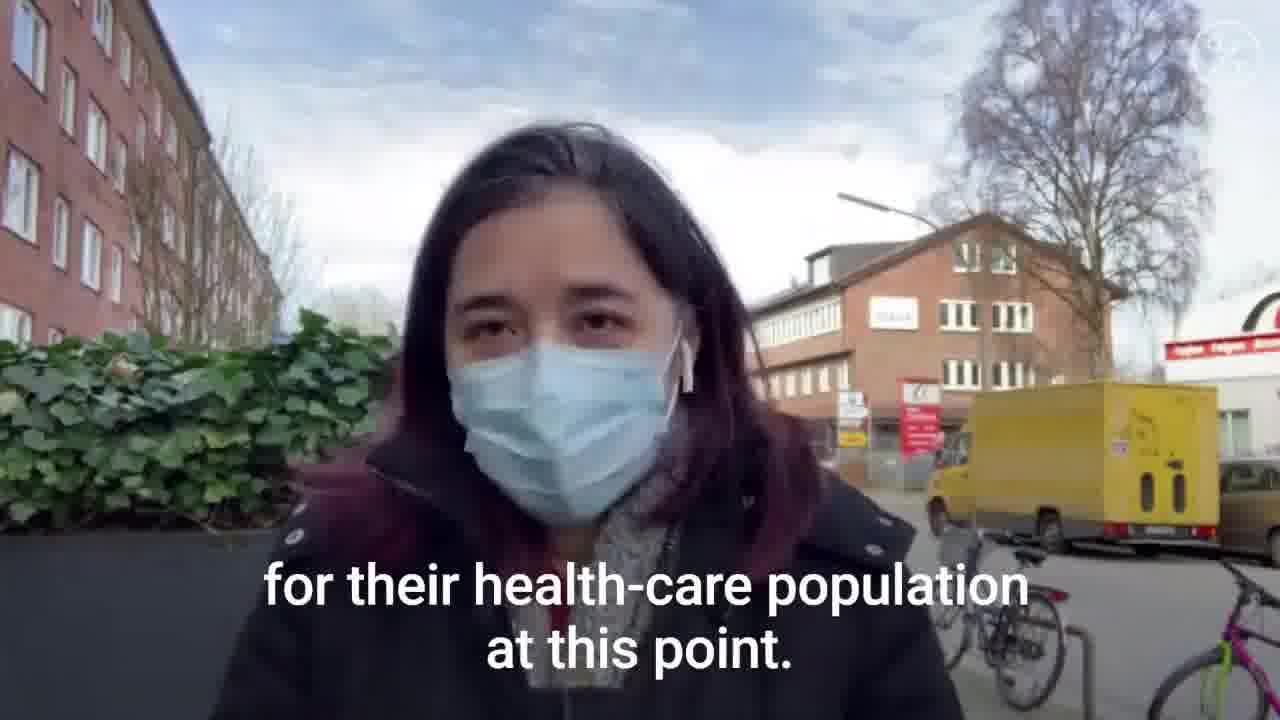 for their health-care population
at this point.